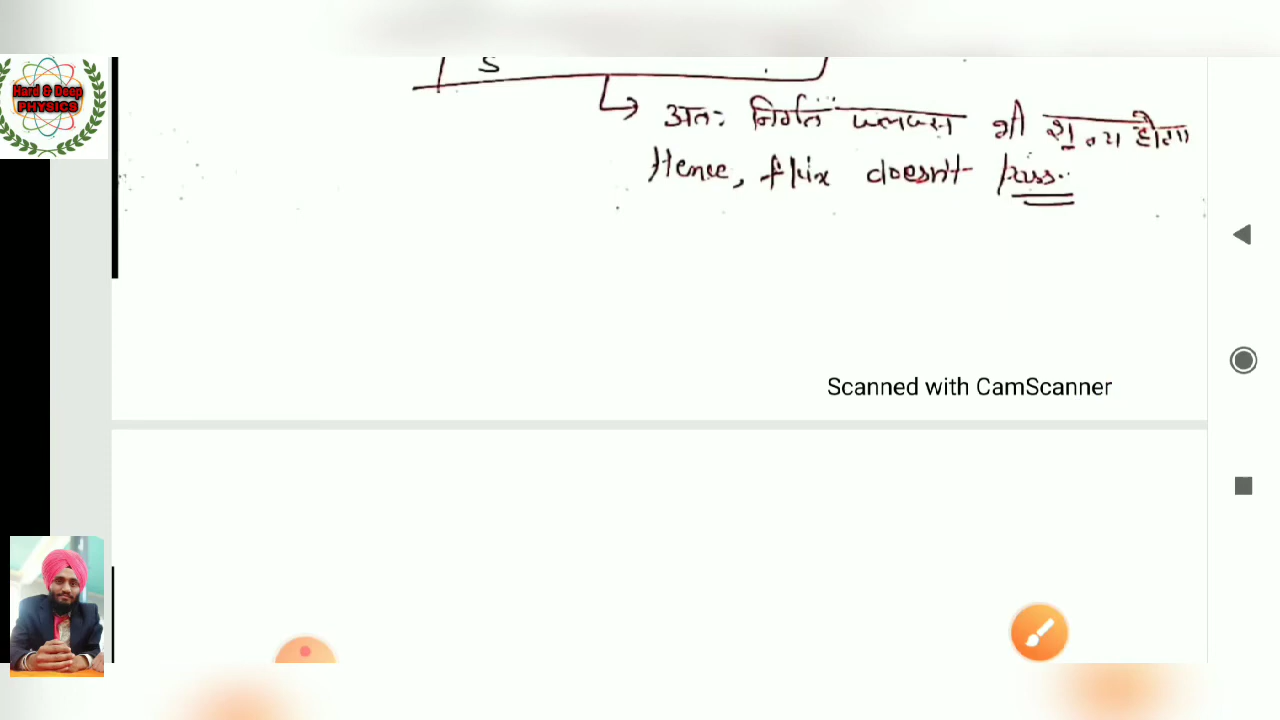 Hard & Deep
PHYSICS
S
अतः निर्गत फ्लक्स भी शून्य होगा
Hence, flux doesn't pass.
Scanned with CamScanner